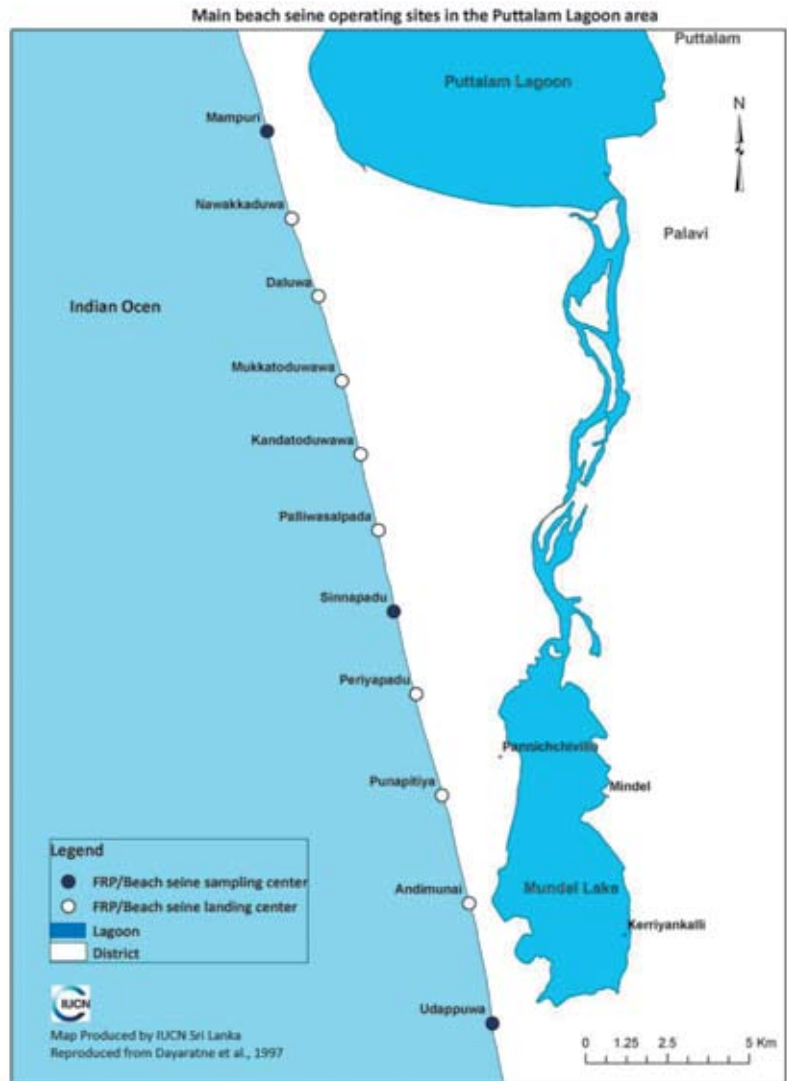 Main beach seine operating sites in the Puttalam Lagoon area
Puttalam
Puttalam Lagoon
N
Mampuri
Nawakkaduwa
Palavi
Daluwa
Indian Ocen
Mukkatoduwawa
Kandatoduwawa
Palliwasalpada
Sinnapadu
Periyapadu
Pannichchivilla
Punapitiya
Mindel
Legend
FRP/Beach seine sampling center
FRP/Beach seine landing center
Lagoon
District
Andimunai
Mundel Lake
Kerriyankalli
Udappuwa
IUCN
Map Produced by IUCN Sri Lanka
Reproduced from Dayaratne et al., 1997
0 1.25 2.5 5 Km